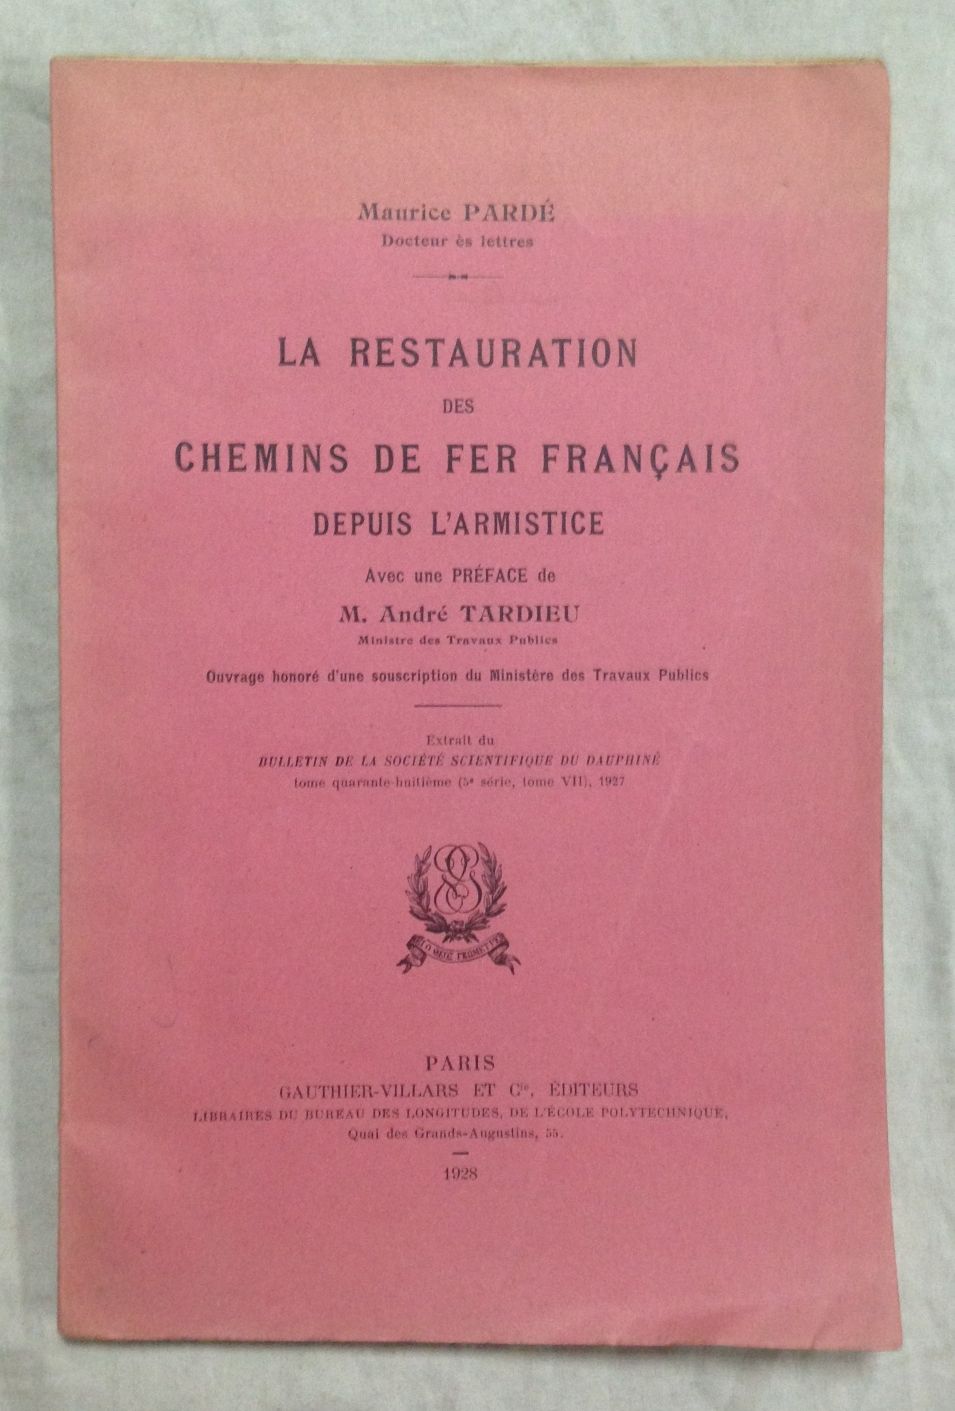 Maurice PARDÉ
Docteur ès lettres
LA RESTAURATION
DES
CHEMINS DE FER FRANÇAIS
DEPUIS L'ARMISTICE
Avec une PRÉFACE de
M. André TARDIEU
Ministre des Travaux Publics
Ouvrage honoré d'une souscription du Ministère des Travaux Publics
Extrait du
BULLETIN DE LA SOCIÉTÉ SCIENTIFIQUE DU DAUPHINÉ
tome quarante-huitième (5e série, tome VII), 1927
PARIS
GAUTHIER-VILLARS ET Cie, ÉDITEURS
LIBRAIRES DU BUREAU DES LONGITUDES, DE L'ÉCOLE POLYTECHNIQUE,
Quai des Grands-Augustins, 55.
1928